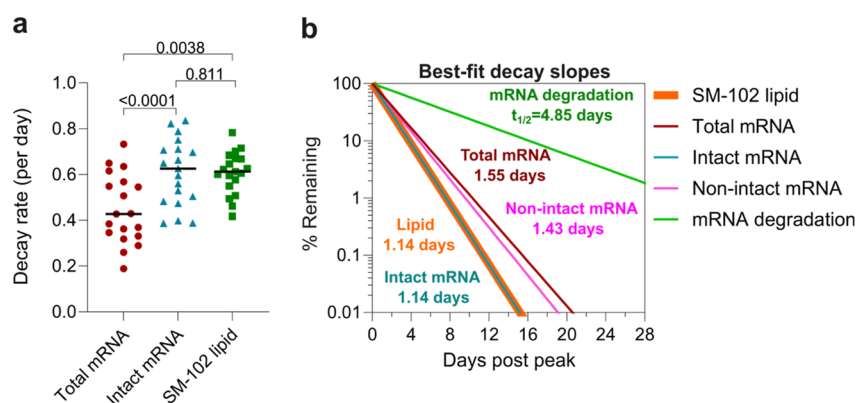 a
0.0038
0.811
<0.0001
1.0
0.8
0.6
0.4
0.6
0.2
0.0
Decay rate (per day)
Total mRNA
Intact mRNA
SM-102 lipid
b
Best-fit decay slopes
100
10
1
0.1
0.01
% Remaining
mRNA degradation
t1/2=4.85 days
Total mRNA
1.55 days
Non-intact mRNA
1.43 days
Lipid
1.14 days
Intact mRNA
1.14 days
0 4 8 12 16 20 24 28
Days post peak
SM-102 lipid
Total mRNA
Intact mRNA
Non-intact mRNA
mRNA degradation